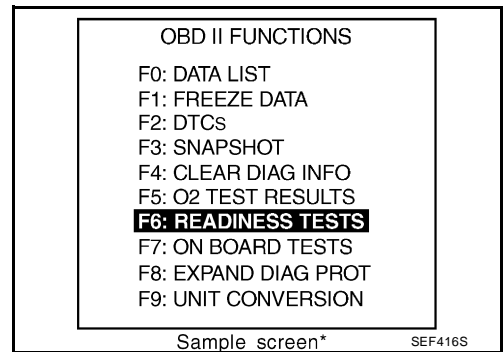 OBD II FUNCTIONS
F0: DATA LIST
F1: FREEZE DATA
F2: DTCs
F3: SNAPSHOT
F4: CLEAR DIAG INFO
F5: O2 TEST RESULTS
F6: READINESS TESTS
F7: ON BOARD TESTS
F8: EXPAND DIAG PROT
F9: UNIT CONVERSION
Sample screen*
SEF416S